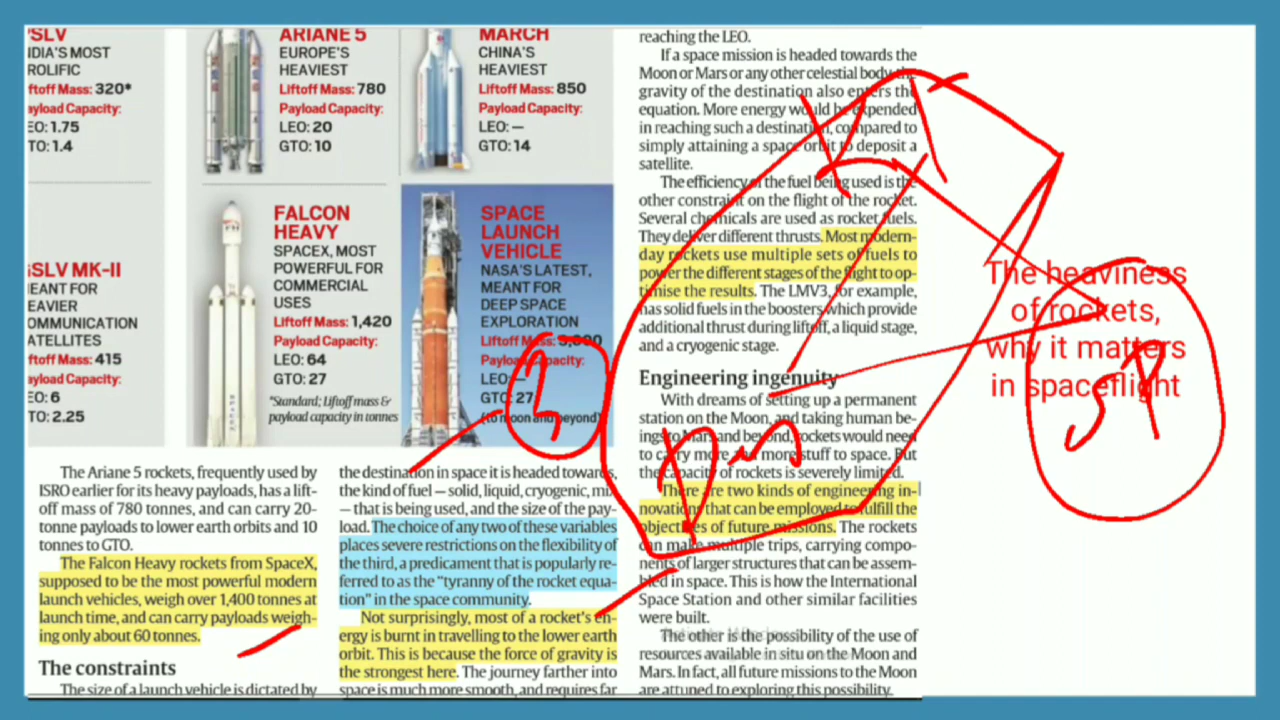 PSLV
INDIA'S MOST
PROLIFIC
Liftoff Mass: 320*
Payload Capacity:
LEO: 1.75
GTO: 1.4
ARIANE 5
EUROPE'S
HEAVIEST
Liftoff Mass: 780
Payload Capacity:
LEO: 20
GTO: 10
MARCH
CHINA'S
HEAVIEST
Liftoff Mass: 850
Payload Capacity:
LEO: —
GTO: 14
GSLV MK-II
MEANT FOR
HEAVIER
COMMUNICATION
SATELLITES
Liftoff Mass: 415
Payload Capacity:
LEO: 6
GTO: 2.25
FALCON
HEAVY
SPACEX, MOST
POWERFUL FOR
COMMERCIAL
USES
Liftoff Mass: 1,420
Payload Capacity:
LEO: 64
GTO: 27
*Standard; Liftoff mass &
payload capacity in tonnes
SPACE
LAUNCH
VEHICLE
NASA'S LATEST,
MEANT FOR
DEEP SPACE
EXPLORATION
Liftoff Mass:
Payload Capacity:
LEO: —
GTO: 27
(to moon and beyond)
The Ariane 5 rockets, frequently used by
ISRO earlier for its heavy payloads, has a lift-
off mass of 780 tonnes, and can carry 20-
tonne payloads to lower earth orbits and 10
tonnes to GTO.
The Falcon Heavy rockets from SpaceX,
supposed to be the most powerful modern
launch vehicles, weigh over 1,400 tonnes at
launch time, and can carry payloads weigh-
ing only about 60 tonnes.
The constraints
The size of a launch vehicle is dictated by
the destination in space it is headed towards,
the kind of fuel — solid, liquid, cryogenic, mix
— that is being used, and the size of the pay-
load. The choice of any two of these variables
places severe restrictions on the flexibility of
the third, a predicament that is popularly re-
ferred to as the “tyranny of the rocket equa-
tion” in the space community.
Not surprisingly, most of a rocket's en-
ergy is burnt in travelling to the lower earth
orbit. This is because the force of gravity is
the strongest here. The journey farther into
space is much more smooth, and requires far
reaching the LEO.
If a space mission is headed towards the
Moon or Mars or any other celestial body, the
gravity of the destination also enters the
equation. More energy would be expended
in reaching such a destination, compared to
simply attaining a space orbit to deposit a
satellite.
The efficiency of the fuel being used is the
other constraint on the flight of the rocket.
Several chemicals are used as rocket fuels.
They deliver different thrusts. Most modern-
day rockets use multiple sets of fuels to
power the different stages of the flight to op-
timise the results. The LMV3, for example,
has solid fuels in the boosters which provide
additional thrust during liftoff, a liquid stage,
and a cryogenic stage.
Engineering ingenuity
With dreams of setting up a permanent
station on the Moon, and taking human be-
ings to Mars and beyond, rockets would need
to carry more and more stuff to space. But
the capacity of rockets is severely limited.
There are two kinds of engineering in-
novations that can be employed to fulfill the
objectives of future missions. The rockets
can make multiple trips, carrying compo-
nents of larger structures that can be assem-
bled in space. This is how the International
Space Station and other similar facilities
were built.
The other is the possibility of the use of
resources available in situ on the Moon and
Mars. In fact, all future missions to the Moon
are attuned to exploring this possibility.
The heaviness
of rockets,
why it matters
in spaceflight